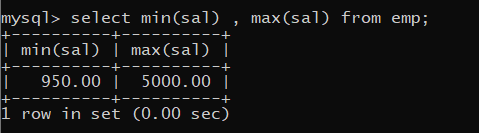 mysql> select min(sal) , max(sal) from emp;
+----------+----------+
| min(sal) | max(sal) |
+----------+----------+
|   950.00 |  5000.00 |
+----------+----------+
1 row in set (0.00 sec)